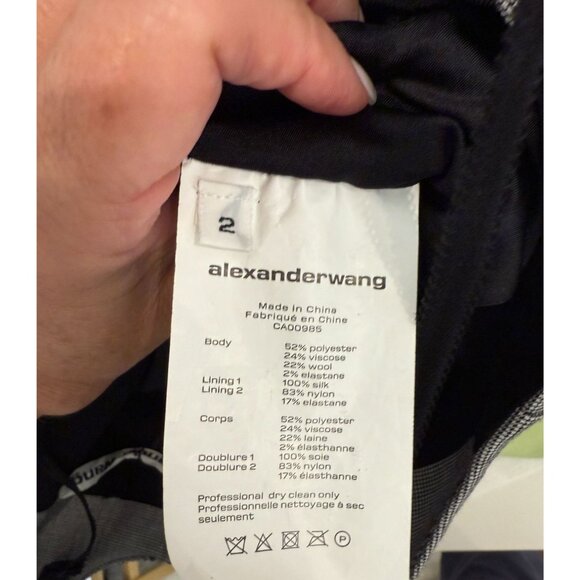 2
alexanderwang
Made in China
Fabriqué en Chine
CA00985
Body 52% polyester
24% viscose
22% wool
2% elastane
Lining 1 100% silk
Lining 2 83% nylon
17% elastane
Corps 52% polyester
24% viscose
22% laine
2% élasthanne
Doublure 1 100% soie
Doublure 2 83% nylon
17% élasthanne
Professional dry clean only
Professionnelle nettoyage à sec
seulement
P